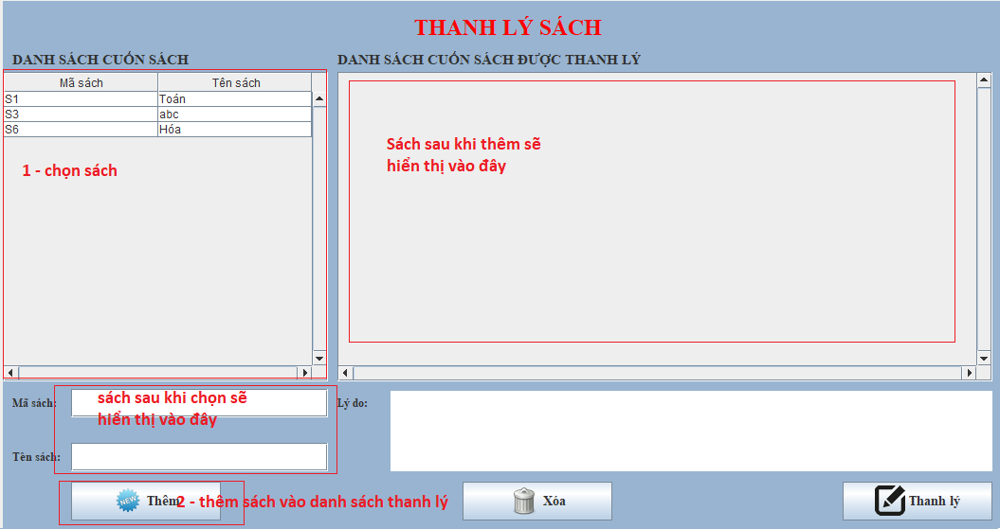 THANH LÝ SÁCH
DANH SÁCH CUỐN SÁCH
DANH SÁCH CUỐN SÁCH ĐƯỢC THANH LÝ
Mã sách Tên sách
S1 Toán
S3 abc
S6 Hóa
1 - chọn sách
Sách sau khi thêm sẽ
hiển thị vào đây
Mã sách:
sách sau khi chọn sẽ
hiển thị vào đây
Lý do:
Tên sách:
NEW Thêm
2 - thêm sách vào danh sách thanh lý
Xóa
Thanh lý